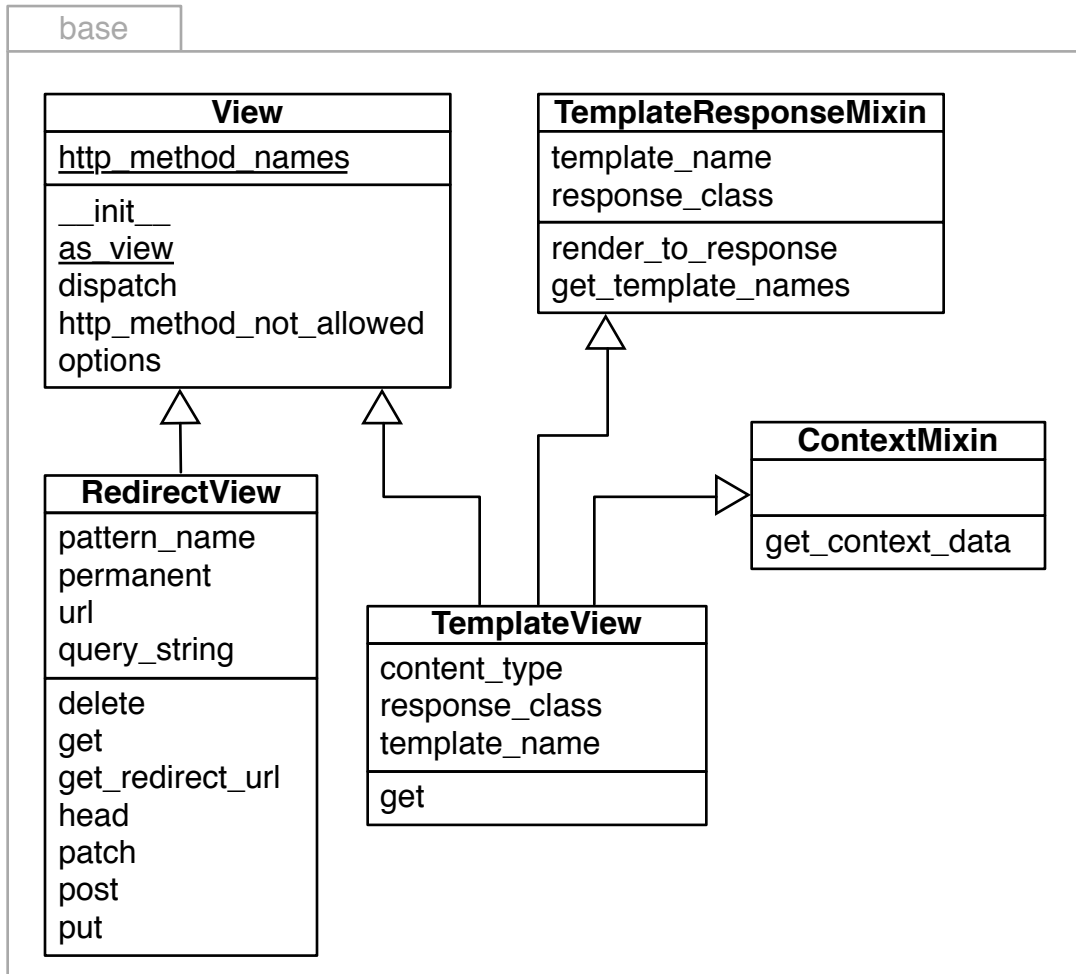 base
View
http_method_names
__init__
as_view
dispatch
http_method_not_allowed
options
TemplateResponseMixin
template_name
response_class
render_to_response
get_template_names
ContextMixin
get_context_data
RedirectView
pattern_name
permanent
url
query_string
delete
get
get_redirect_url
head
patch
post
put
TemplateView
content_type
response_class
template_name
get